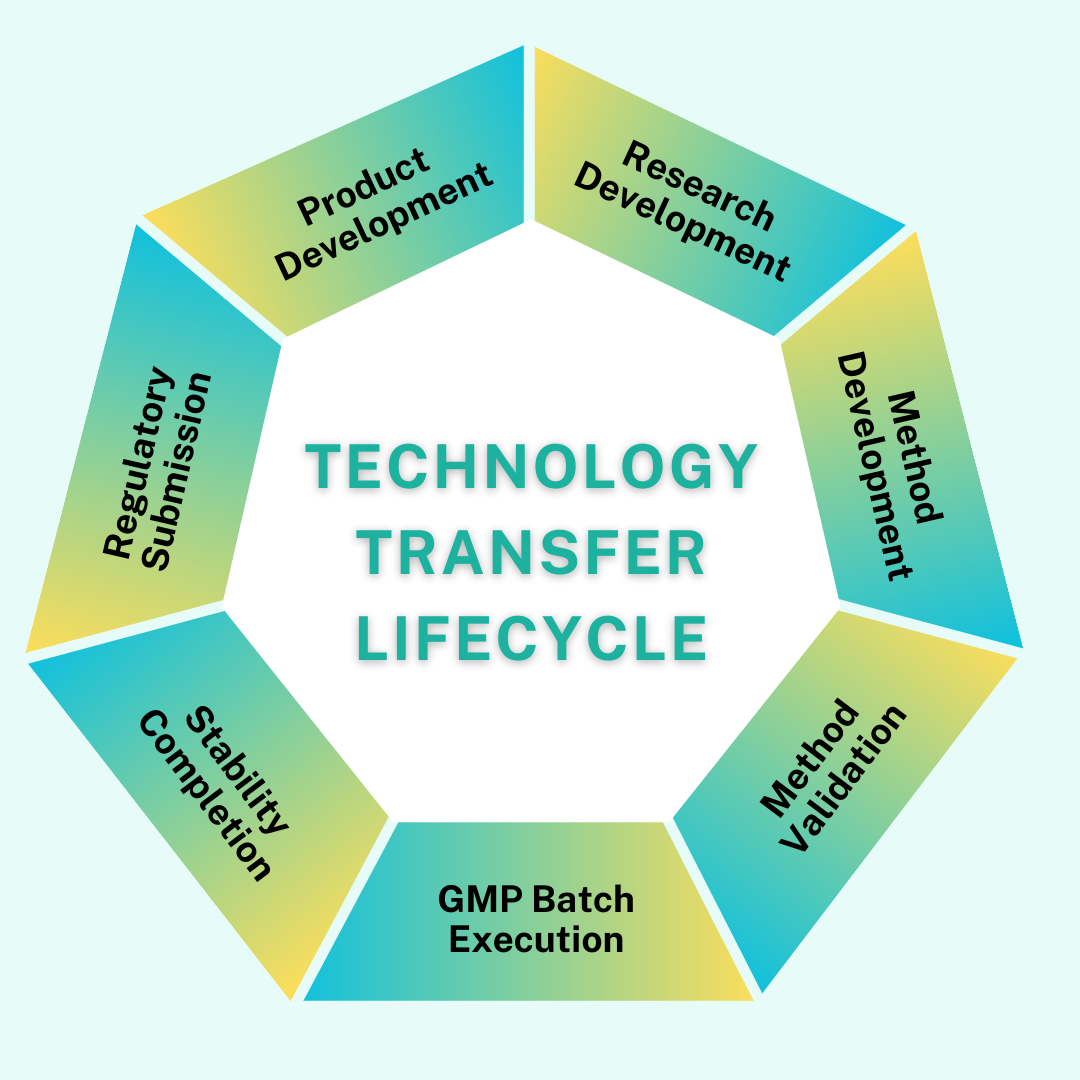 Product
Development
Research
Development
Method
Development
Method
Validation
GMP Batch
Execution
Stability
Completion
Regulatory
Submission
TECHNOLOGY
TRANSFER
LIFECYCLE